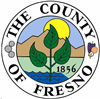 THE COUNTY
1856
OF FRESNO